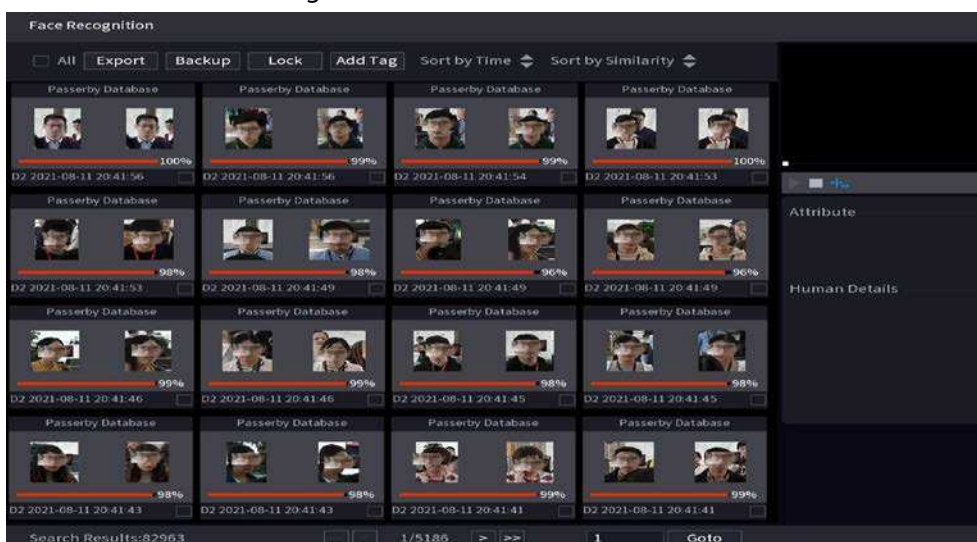 Face Recognition
All Export Backup Lock Add Tag Sort by Time Sort by Similarity
Passerby Database Passerby Database Passerby Database Passerby Database
100% 99% 99% 100%
D2 2021-08-11 20:41:56 D2 2021-08-11 20:41:56 D2 2021-08-11 20:41:54 D2 2021-08-11 20:41:53
Attribute
Passerby Database Passerby Database Passerby Database Passerby Database
98% 98% 96% 96%
D2 2021-08-11 20:41:53 D2 2021-08-11 20:41:49 D2 2021-08-11 20:41:49 D2 2021-08-11 20:41:49
Human Details
Passerby Database Passerby Database Passerby Database Passerby Database
99% 99% 98% 98%
D2 2021-08-11 20:41:46 D2 2021-08-11 20:41:46 D2 2021-08-11 20:41:45 D2 2021-08-11 20:41:45
Passerby Database Passerby Database Passerby Database Passerby Database
98% 98% 99% 99%
D2 2021-08-11 20:41:43 D2 2021-08-11 20:41:43 D2 2021-08-11 20:41:41 D2 2021-08-11 20:41:41
Search Results:82963 1/5186 > >> 1 Goto